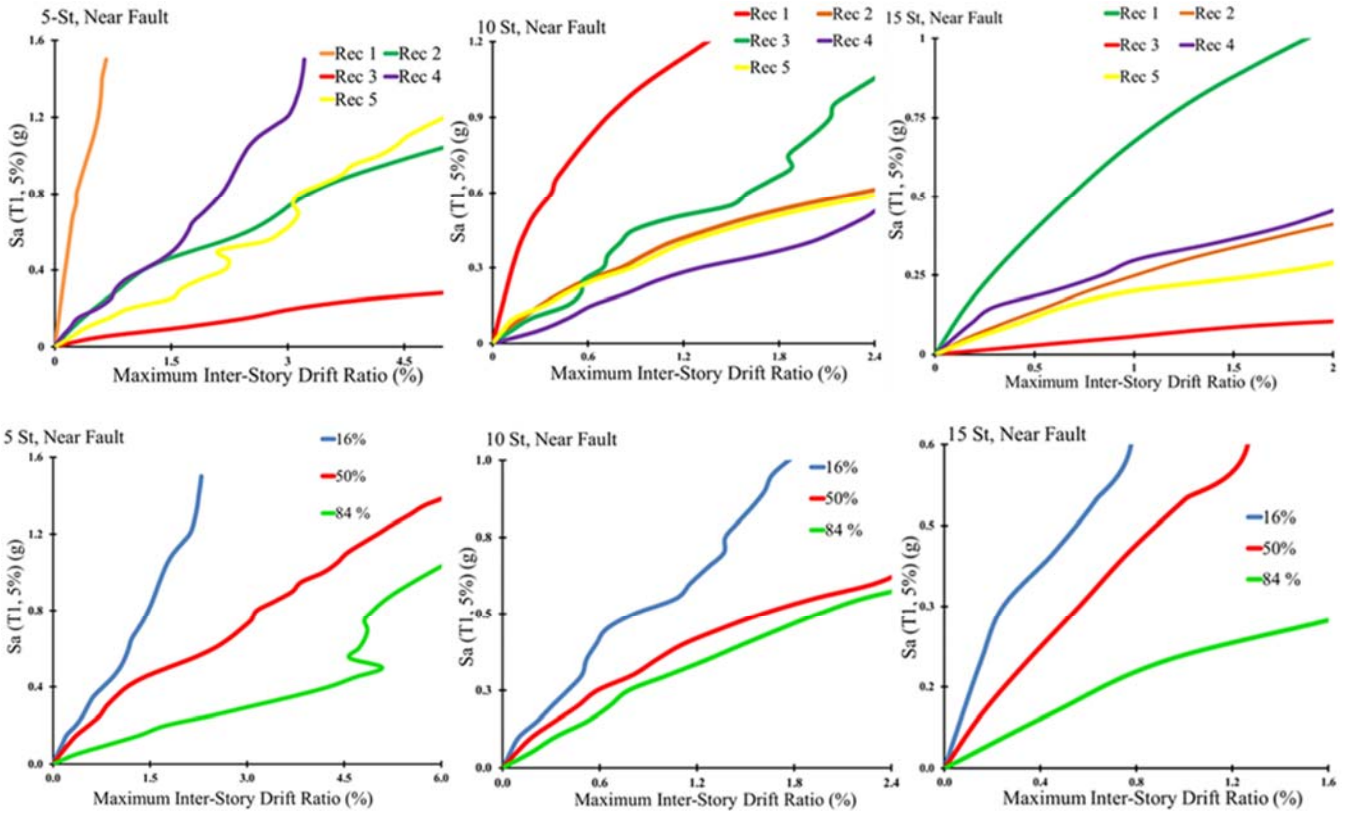 5-St, Near Fault
1.6
1.2
0.8
0.4
0
0
1.5
3
4.5
Sa (T1, 5%) (g)
Maximum Inter-Story Drift Ratio (%)
Rec 1 Rec 2
Rec 3 Rec 4
Rec 5
10 St, Near Fault
1.2
0.9
0.6
0.3
0
0
0.6
1.2
1.8
2.4
Sa (T1, 5%) (g)
Maximum Inter-Story Drift Ratio (%)
Rec 1 Rec 2
Rec 3 Rec 4
Rec 5
15 St, Near Fault
1
0.75
0.5
0.25
0
0
0.5
1
1.5
2
Sa (T1, 5%) (g)
Maximum Inter-Story Drift Ratio (%)
Rec 1 Rec 2
Rec 3 Rec 4
Rec 5
5 St, Near Fault
1.6
1.2
0.8
0.4
0.0
0.0
1.5
3.0
4.5
6.0
Sa (T1, 5%) (g)
Maximum Inter-Story Drift Ratio (%)
16%
50%
84 %
10 St, Near Fault
1.0
0.8
0.5
0.3
0.0
0.0
0.6
1.2
1.8
2.4
Sa (T1, 5%) (g)
Maximum Inter-Story Drift Ratio (%)
16%
50%
84 %
15 St, Near Fault
0.6
0.5
0.3
0.2
0.0
0.0
0.4
0.8
1.2
1.6
Sa (T1, 5%) (g)
Maximum Inter-Story Drift Ratio (%)
16%
50%
84 %